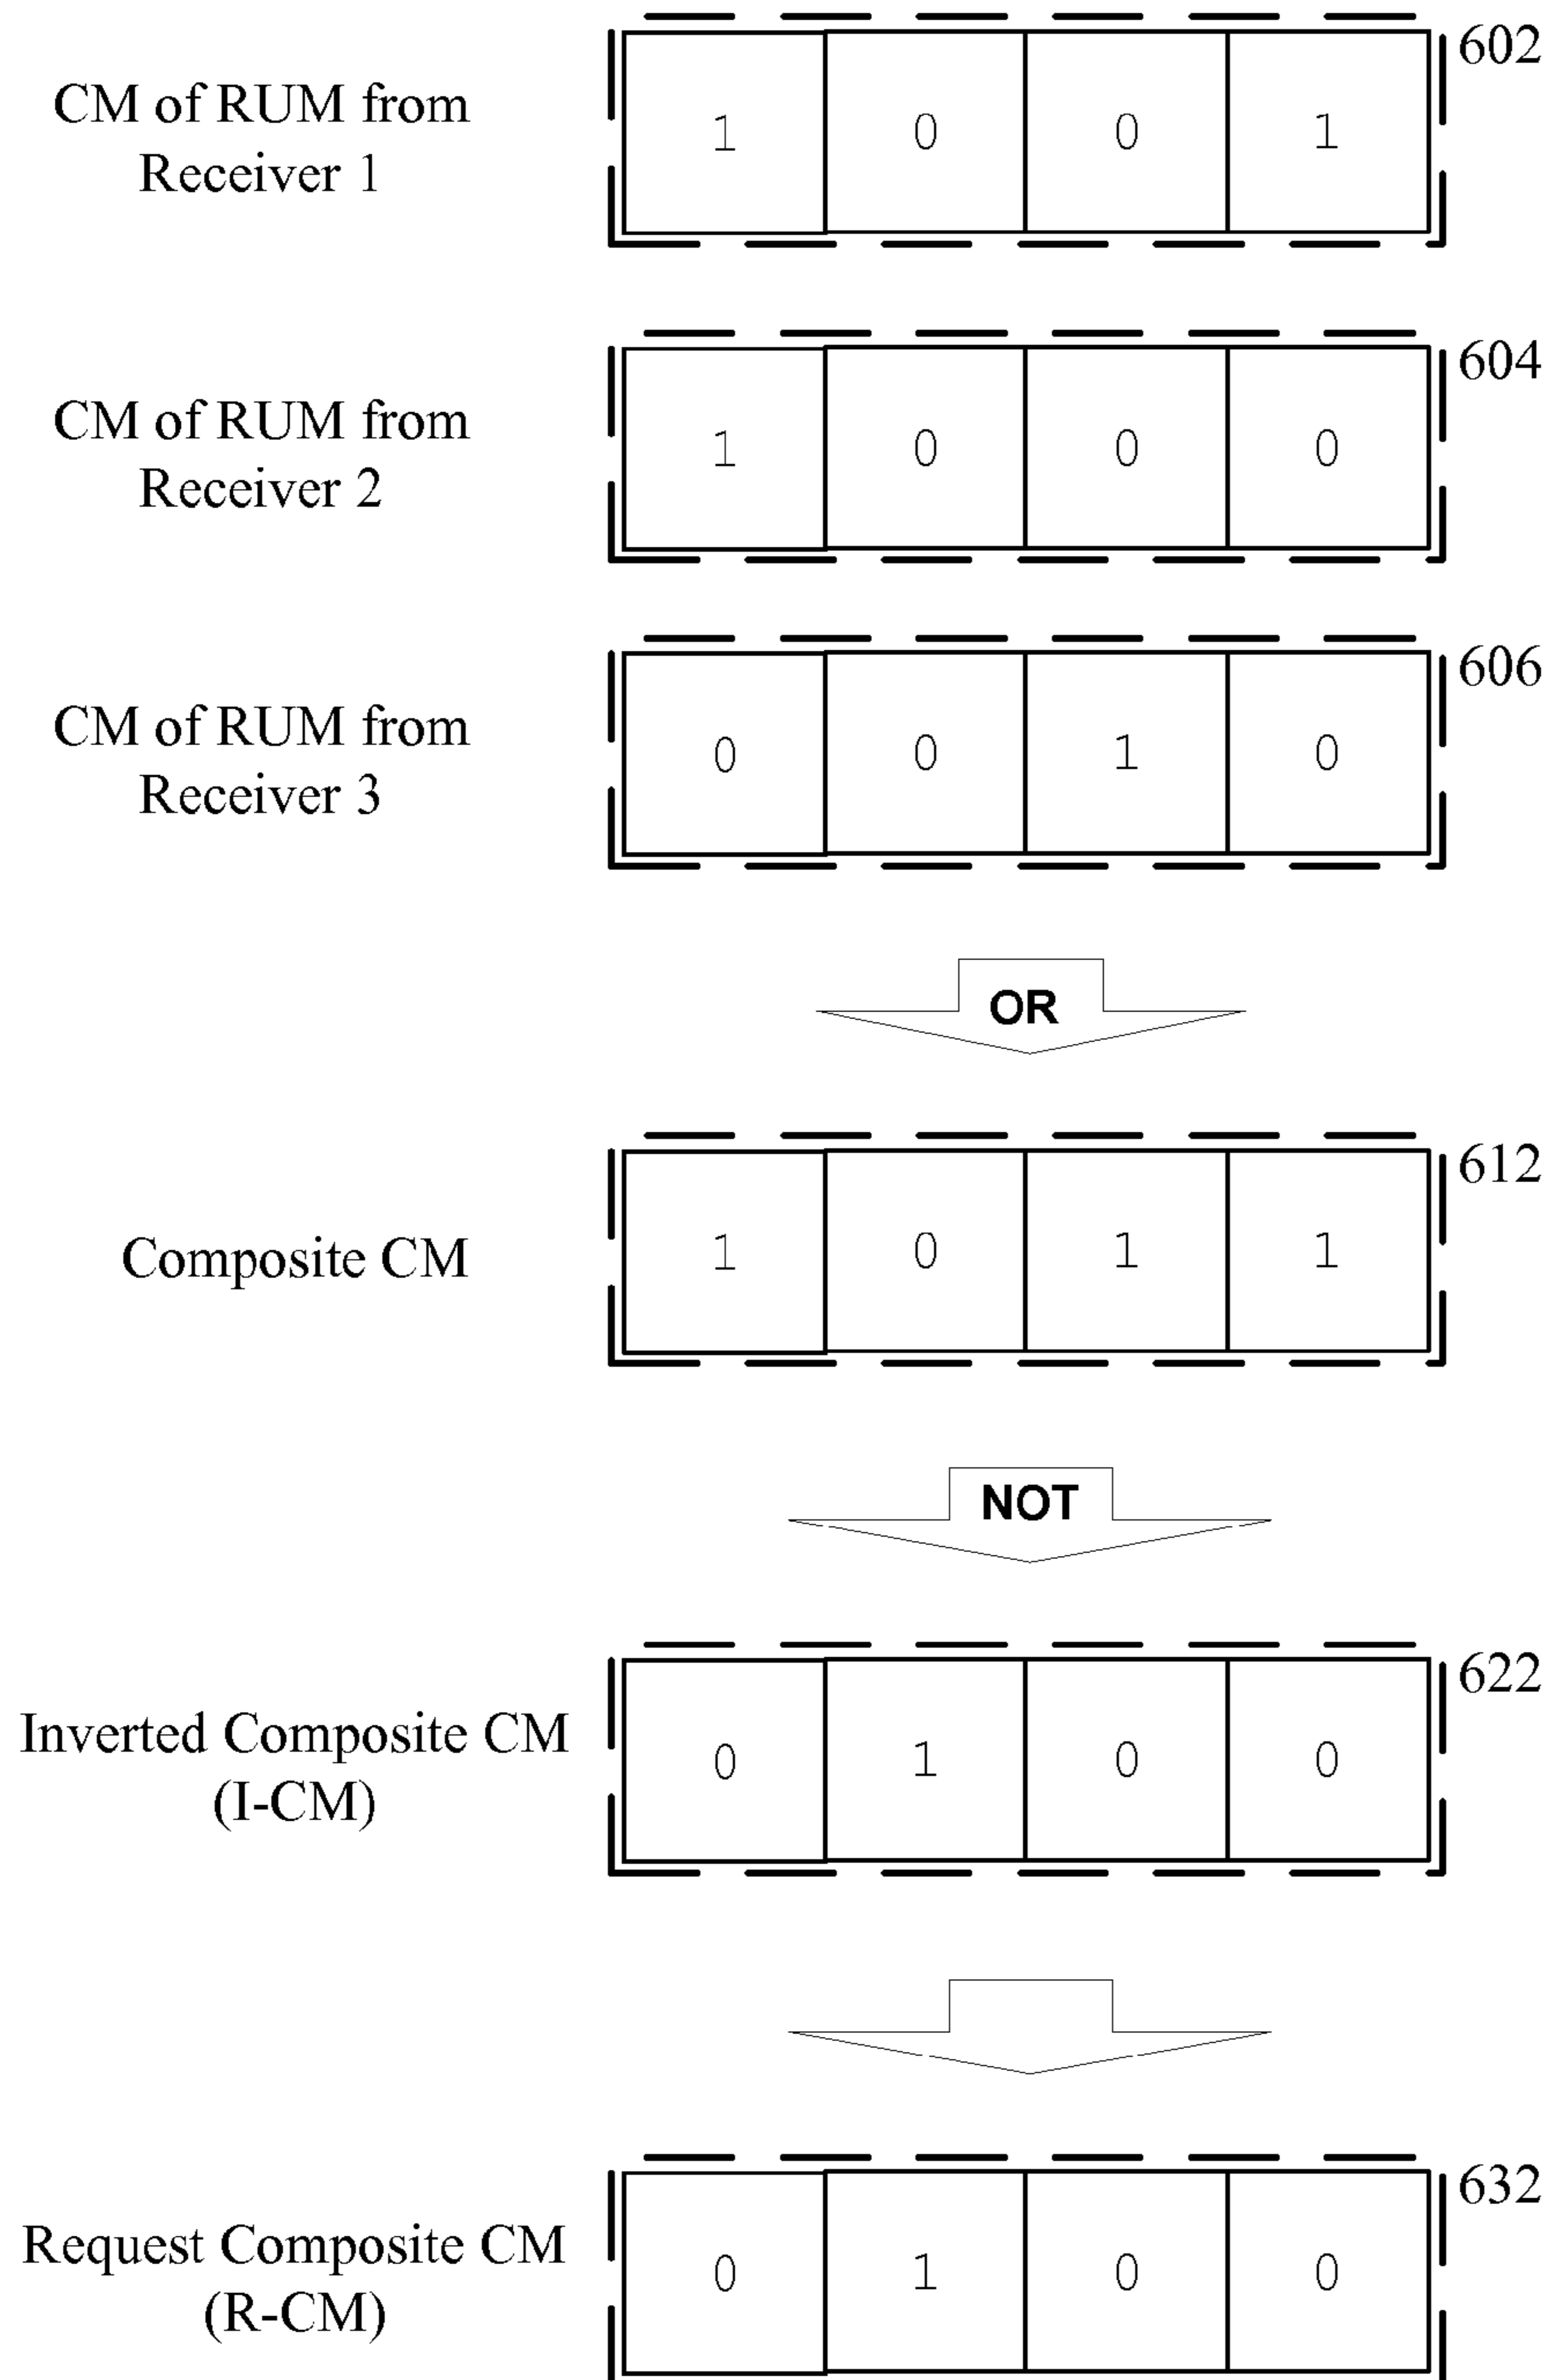 602
CM of RUM from
Receiver 1
1 0 0 1
604
CM of RUM from
Receiver 2
1 0 0 0
606
CM of RUM from
Receiver 3
0 0 1 0
OR
612
Composite CM
1 0 1 1
NOT
622
Inverted Composite CM
(I-CM)
0 1 0 0
632
Request Composite CM
(R-CM)
0 1 0 0